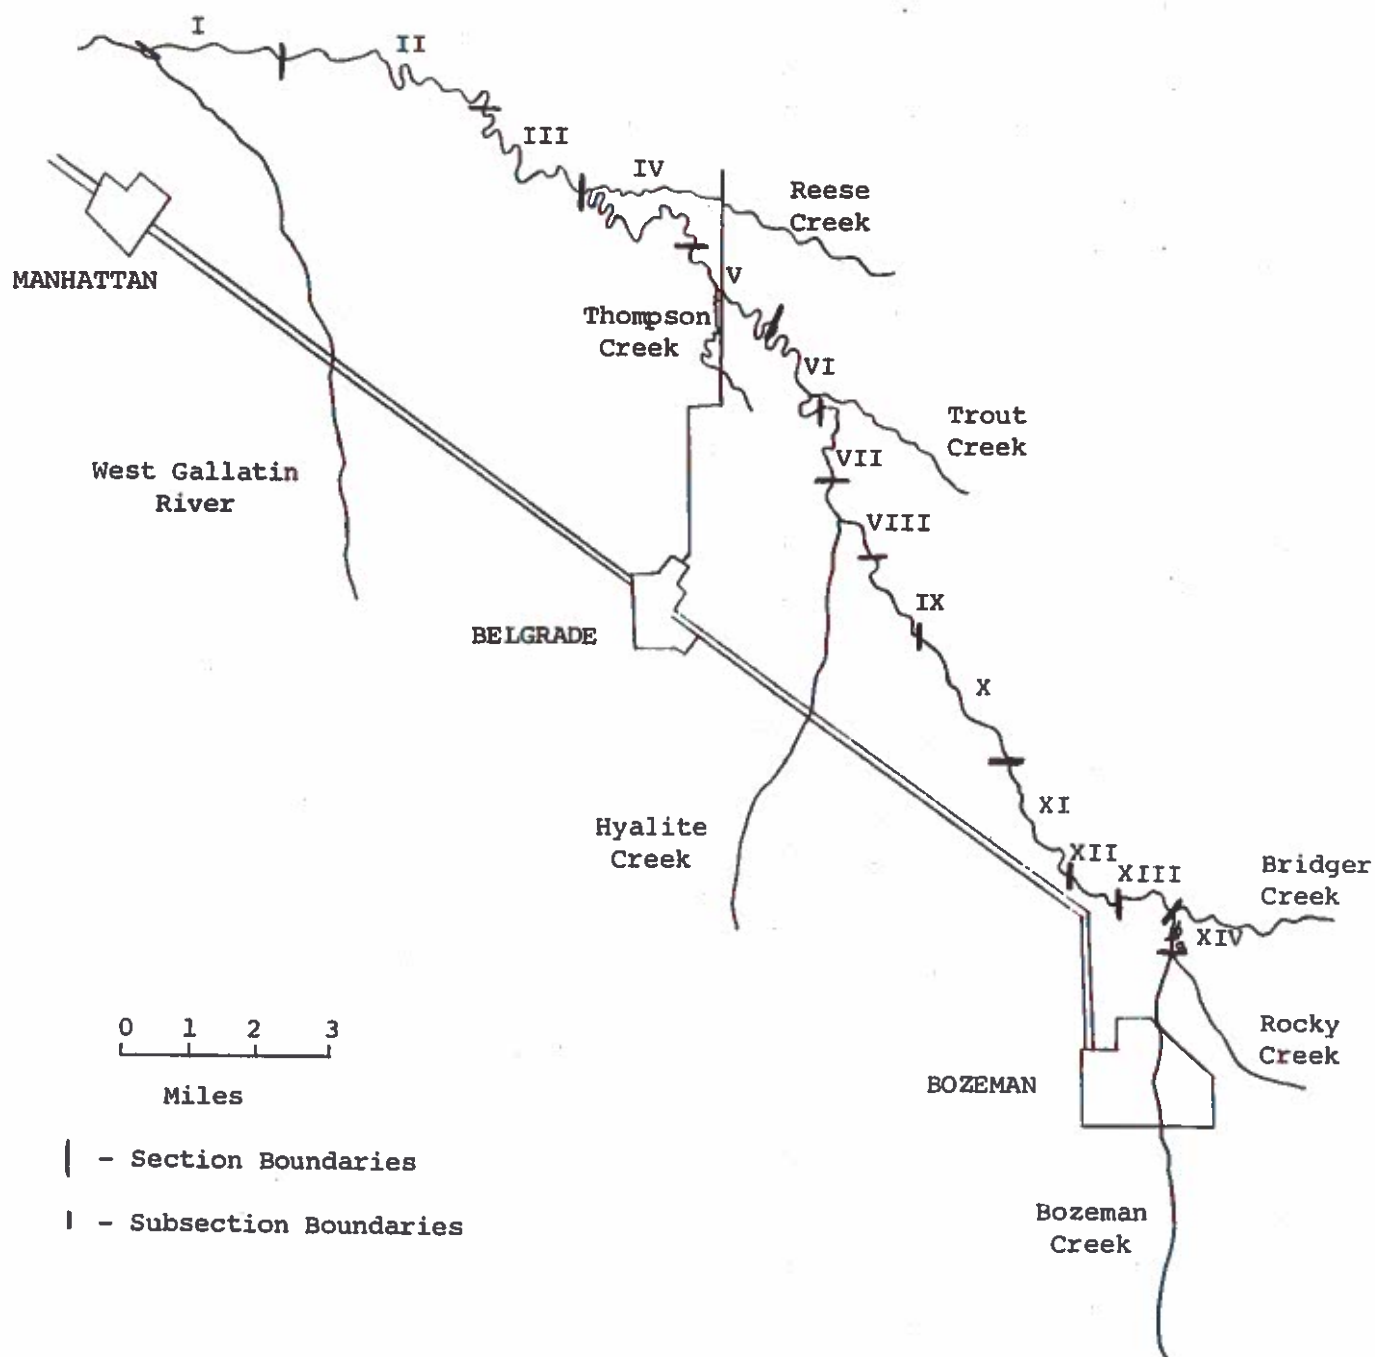 I
II
III
IV
Reese
Creek
MANHATTAN
V
Thompson
Creek
VI
Trout
Creek
West Gallatin
River
VII
VIII
IX
BELGRADE
X
XI
Hyalite
Creek
XII
XIII
Bridger
Creek
XIV
b
a
Rocky
Creek
BOZEMAN
0 1 2 3
Miles
- Section Boundaries
- Subsection Boundaries
Bozeman
Creek